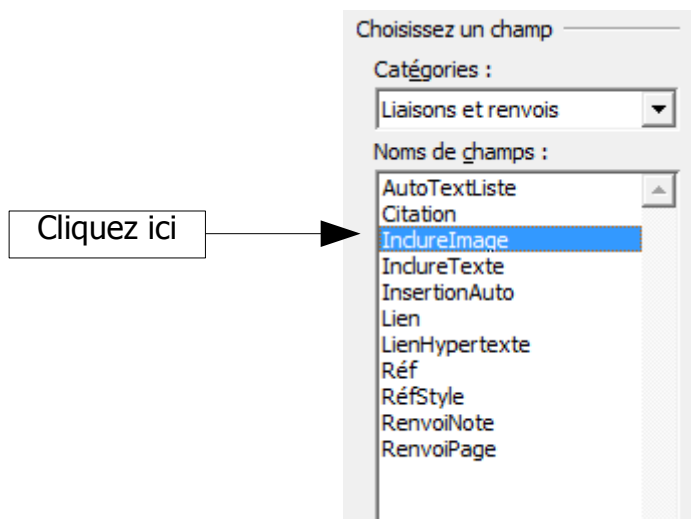 Choisissez un champ
Catégories :
Liaisons et renvois
Noms de champs :
AutoTextListe
Citation
Cliquez ici
InclureImage
InclureTexte
InsertionAuto
Lien
LienHypertexte
Réf
RéfStyle
RenvoiNote
RenvoiPage